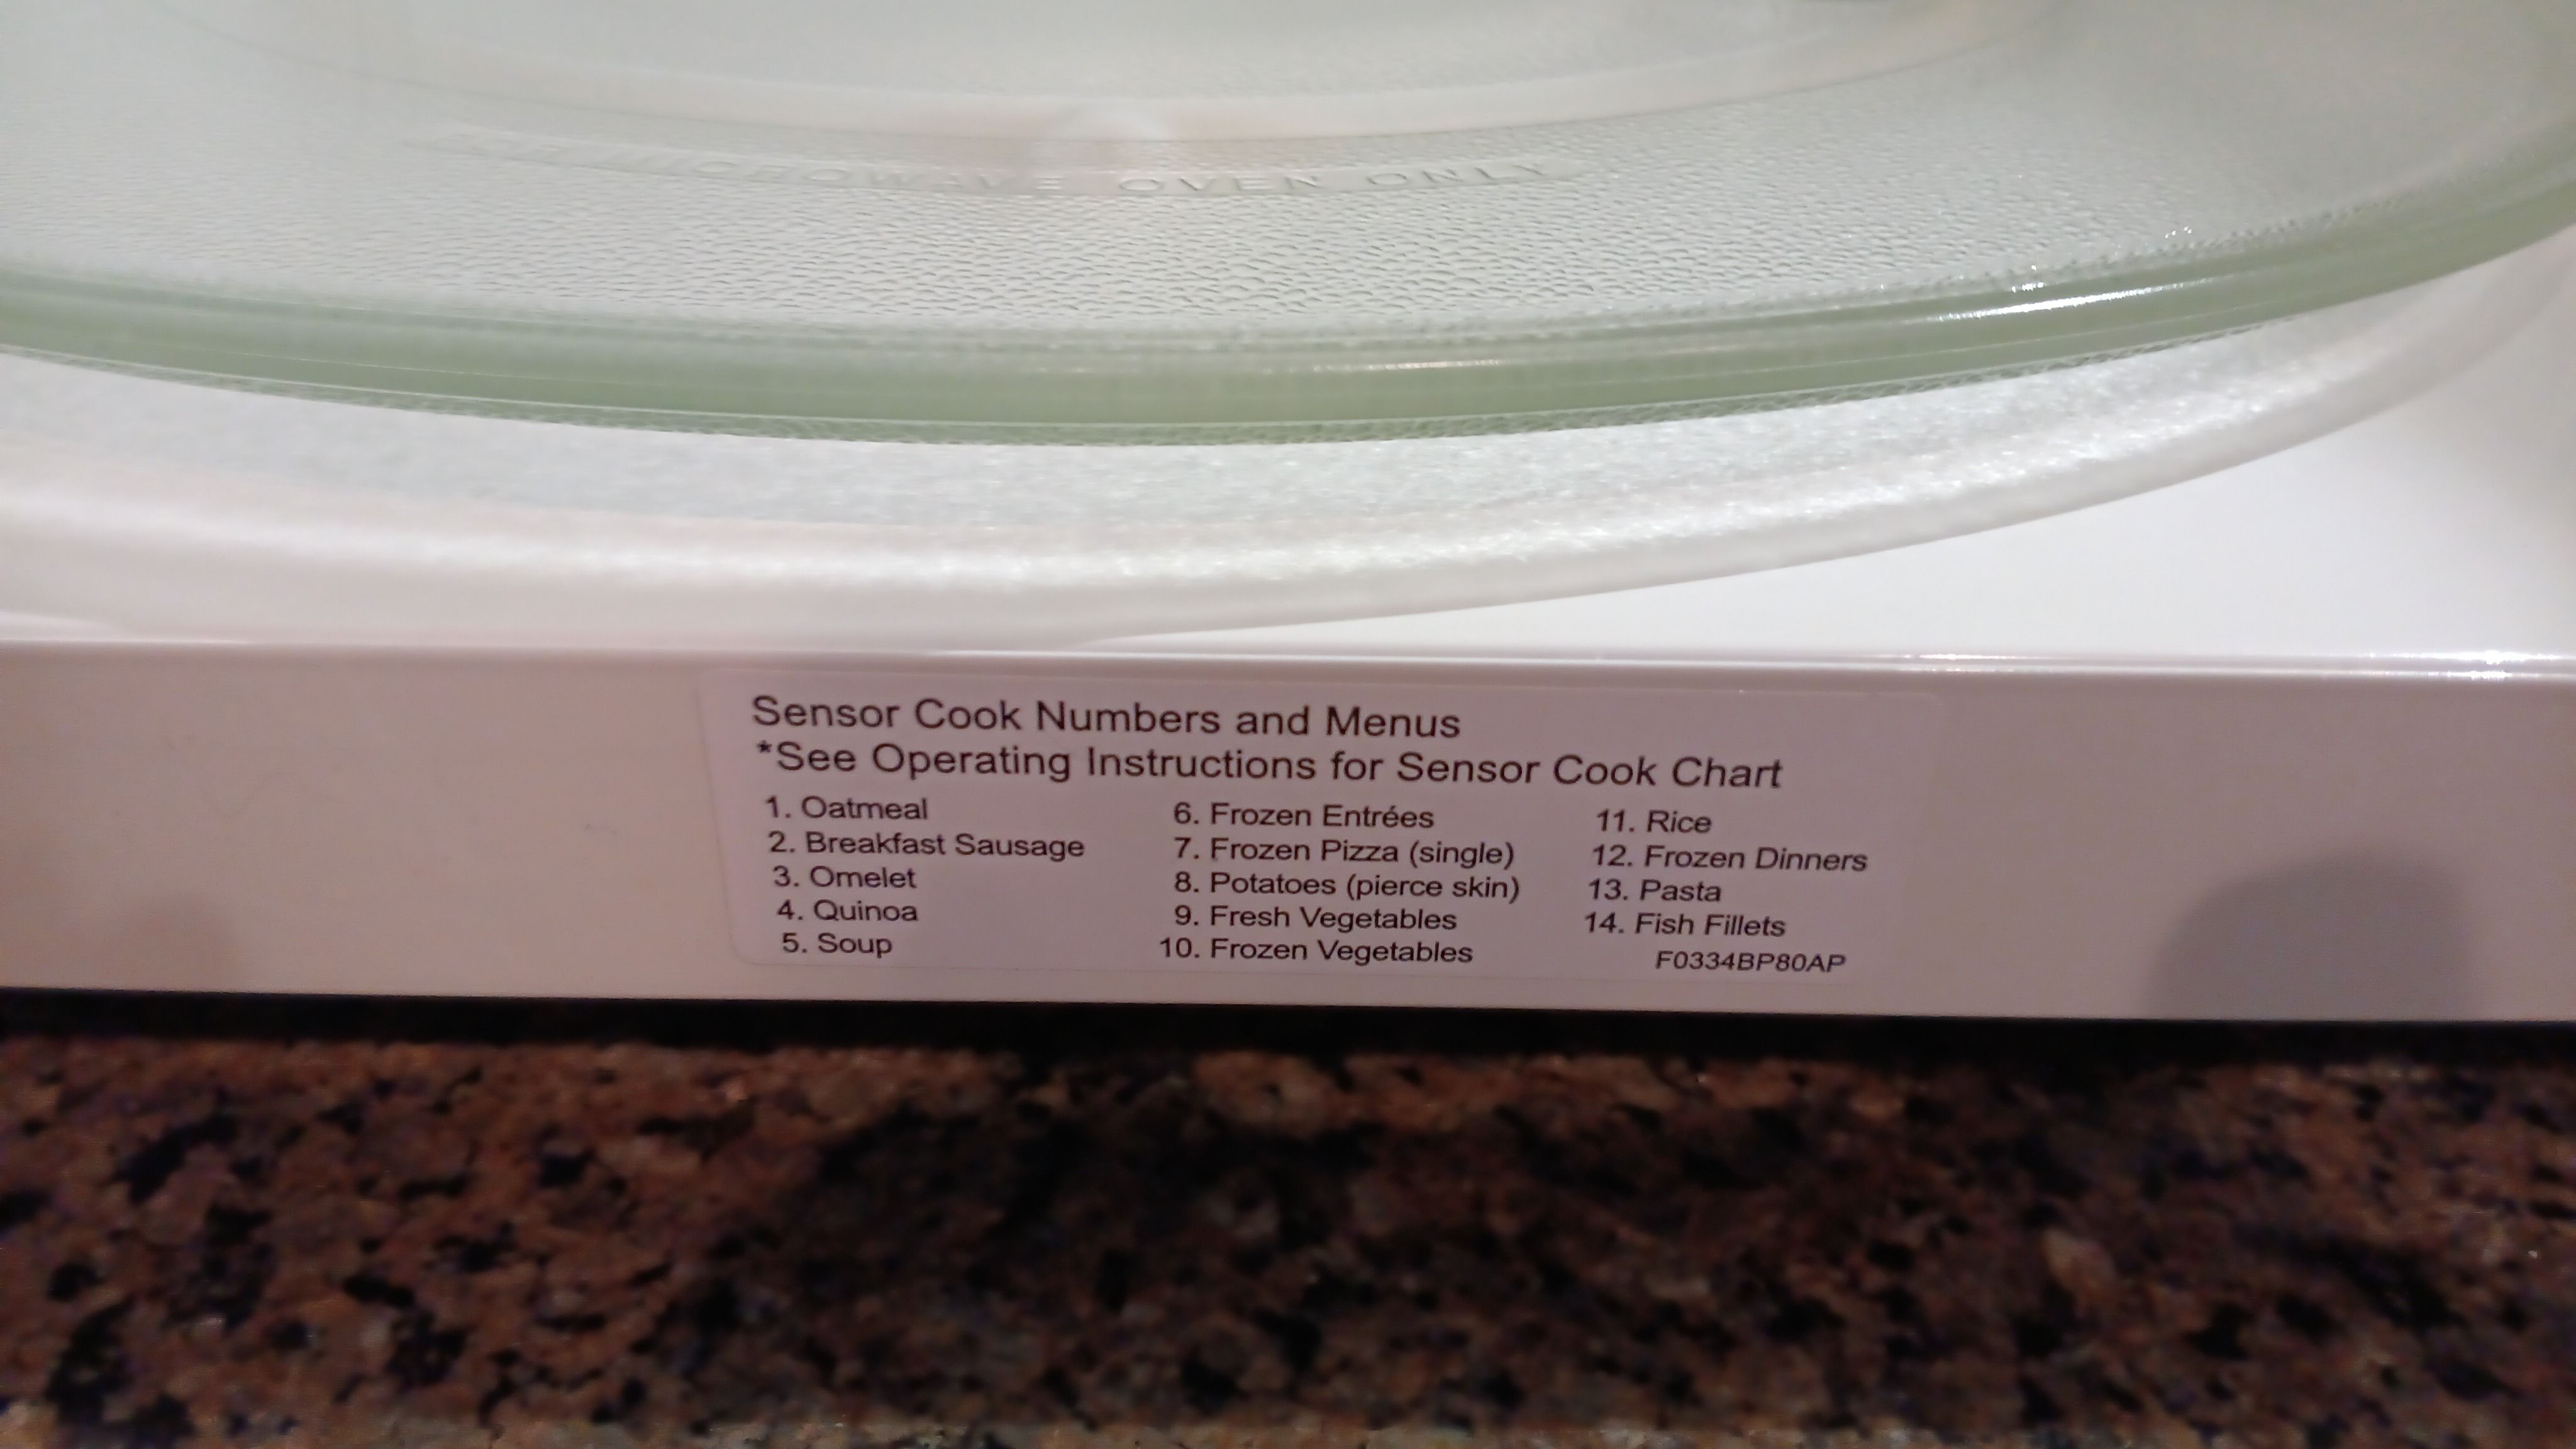 MICROWAVE OVEN ONLY
Sensor Cook Numbers and Menus
*See Operating Instructions for Sensor Cook Chart
1. Oatmeal
2. Breakfast Sausage
3. Omelet
4. Quinoa
5. Soup
6. Frozen Entrées
7. Frozen Pizza (single)
8. Potatoes (pierce skin)
9. Fresh Vegetables
10. Frozen Vegetables
11. Rice
12. Frozen Dinners
13. Pasta
14. Fish Fillets
F0334BP80AP